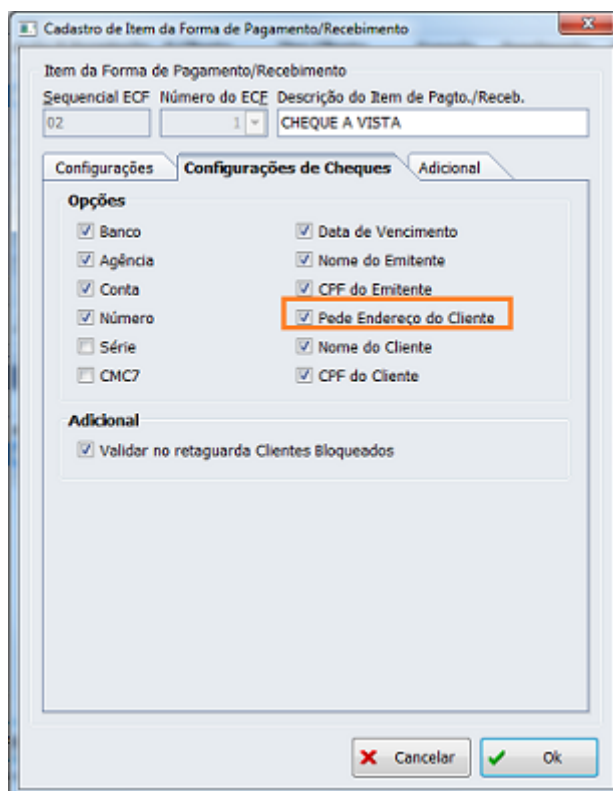 Cadastro de Item da Forma de Pagamento/Recebimento
Item da Forma de Pagamento/Recebimento
Sequencial ECF Número do ECF Descrição do Item de Pagto./Receb.
02 1 CHEQUE A VISTA
Configurações Configurações de Cheques Adicional
Opções
Banco Data de Vencimento
Agência Nome do Emitente
Conta CPF do Emitente
Número Pede Endereço do Cliente
Série Nome do Cliente
CMC7 CPF do Cliente
Adicional
Validar no retaguarda Clientes Bloqueados
Cancelar Ok